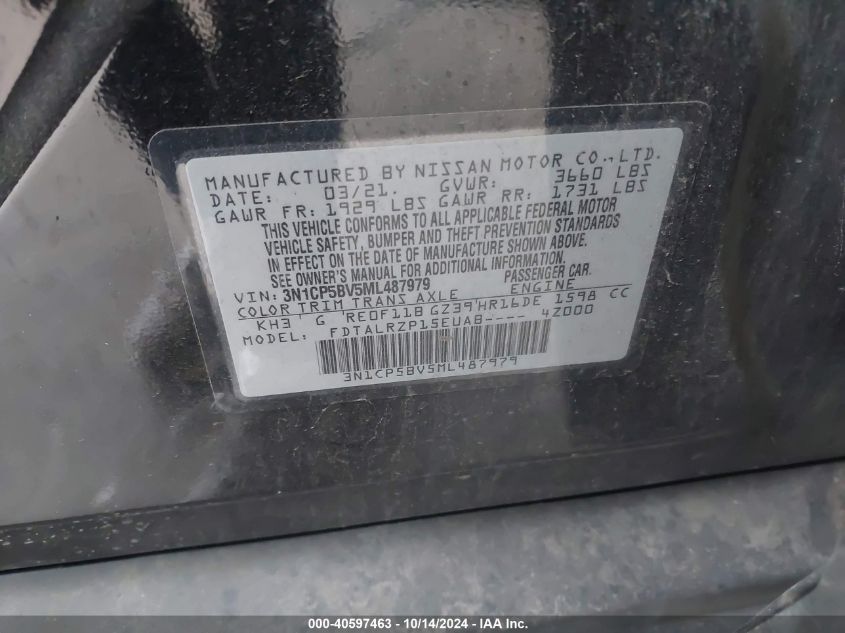 MANUFACTURED BY NISSAN MOTOR CO., LTD.
DATE: 03/21. GVWR: 3660 LBS
GAWR FR: 1929 LBS GAWR RR: 1731 LBS
THIS VEHICLE CONFORMS TO ALL APPLICABLE FEDERAL MOTOR
VEHICLE SAFETY, BUMPER AND THEFT PREVENTION STANDARDS
IN EFFECT ON THE DATE OF MANUFACTURE SHOWN ABOVE.
SEE OWNER'S MANUAL FOR ADDITIONAL INFORMATION.
VIN: 3N1CP5BV5ML487979 PASSENGER CAR.
COLOR TRIM TRANS AXLE ENGINE
KH3 G RE0F11B GZ39 HR16DE 1598 CC
MODEL: FDTALRZP15EUAB---- 4Z000
3N1CP5BV5ML487979
000-40597463 - 10/14/2024 - IAA Inc.